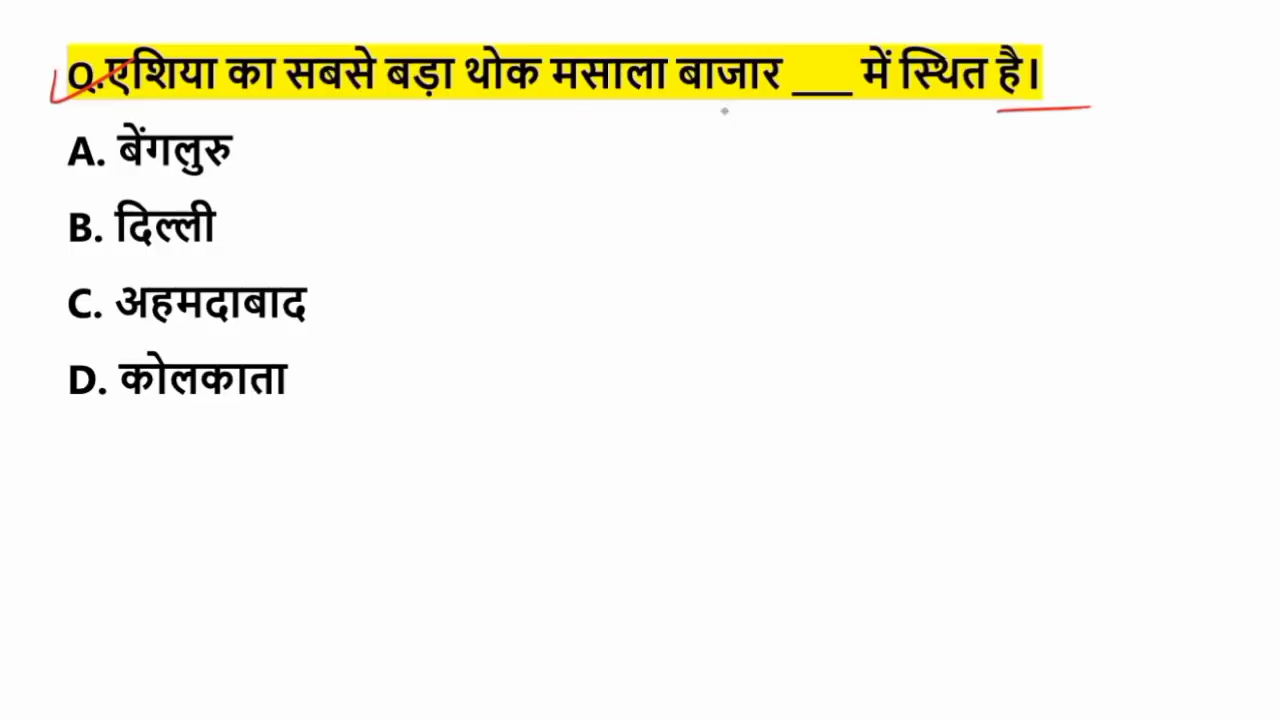 Q.एशिया का सबसे बड़ा थोक मसाला बाजार ___ में स्थित है।
A. बेंगलुरु
B. दिल्ली
C. अहमदाबाद
D. कोलकाता